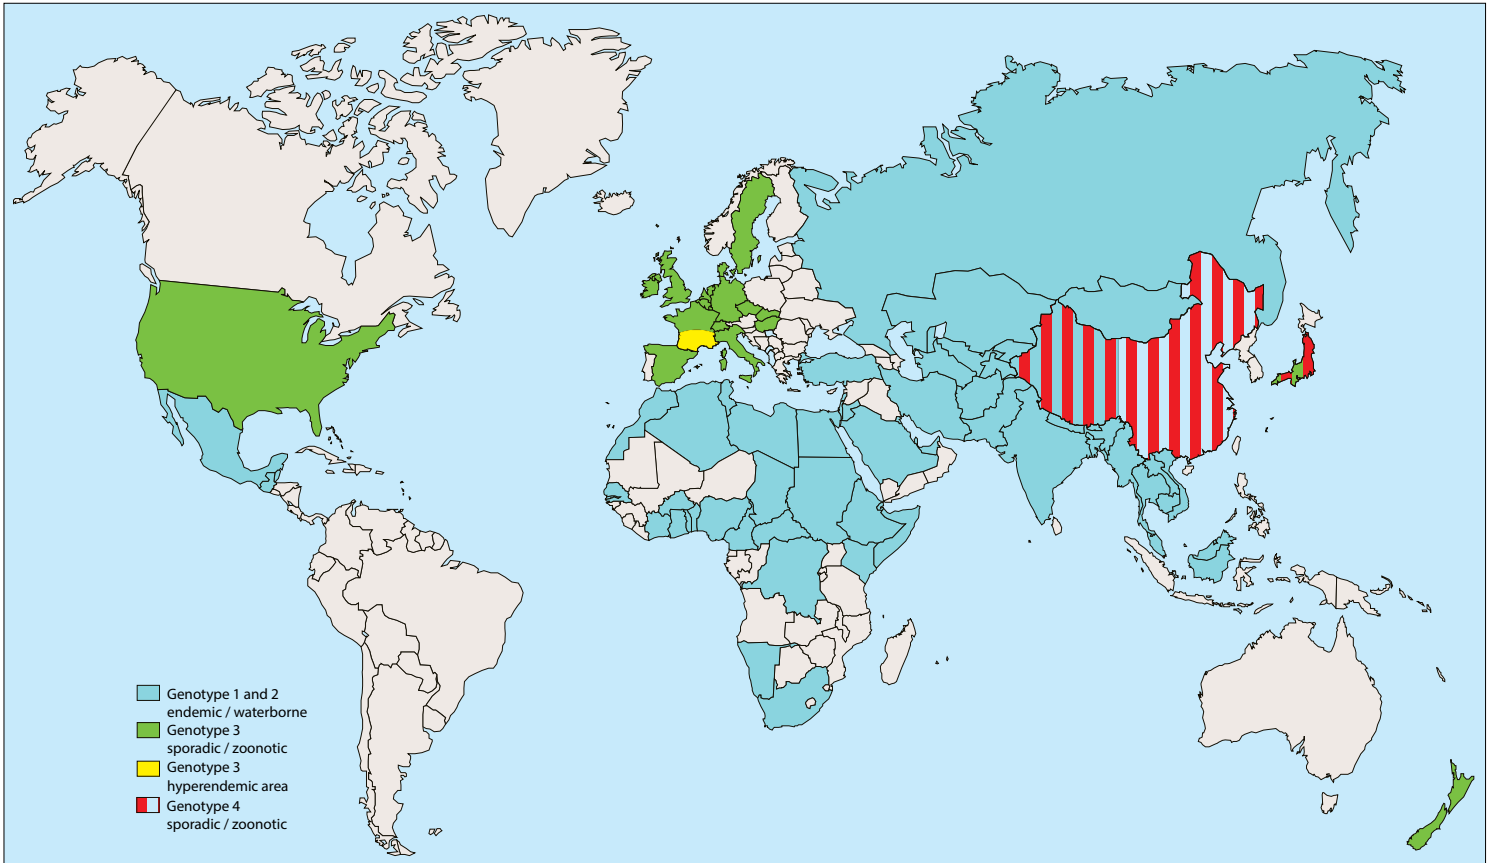 Genotype 1 and 2
endemic / waterborne
Genotype 3
sporadic / zoonotic
Genotype 3
hyperendemic area
Genotype 4
sporadic / zoonotic